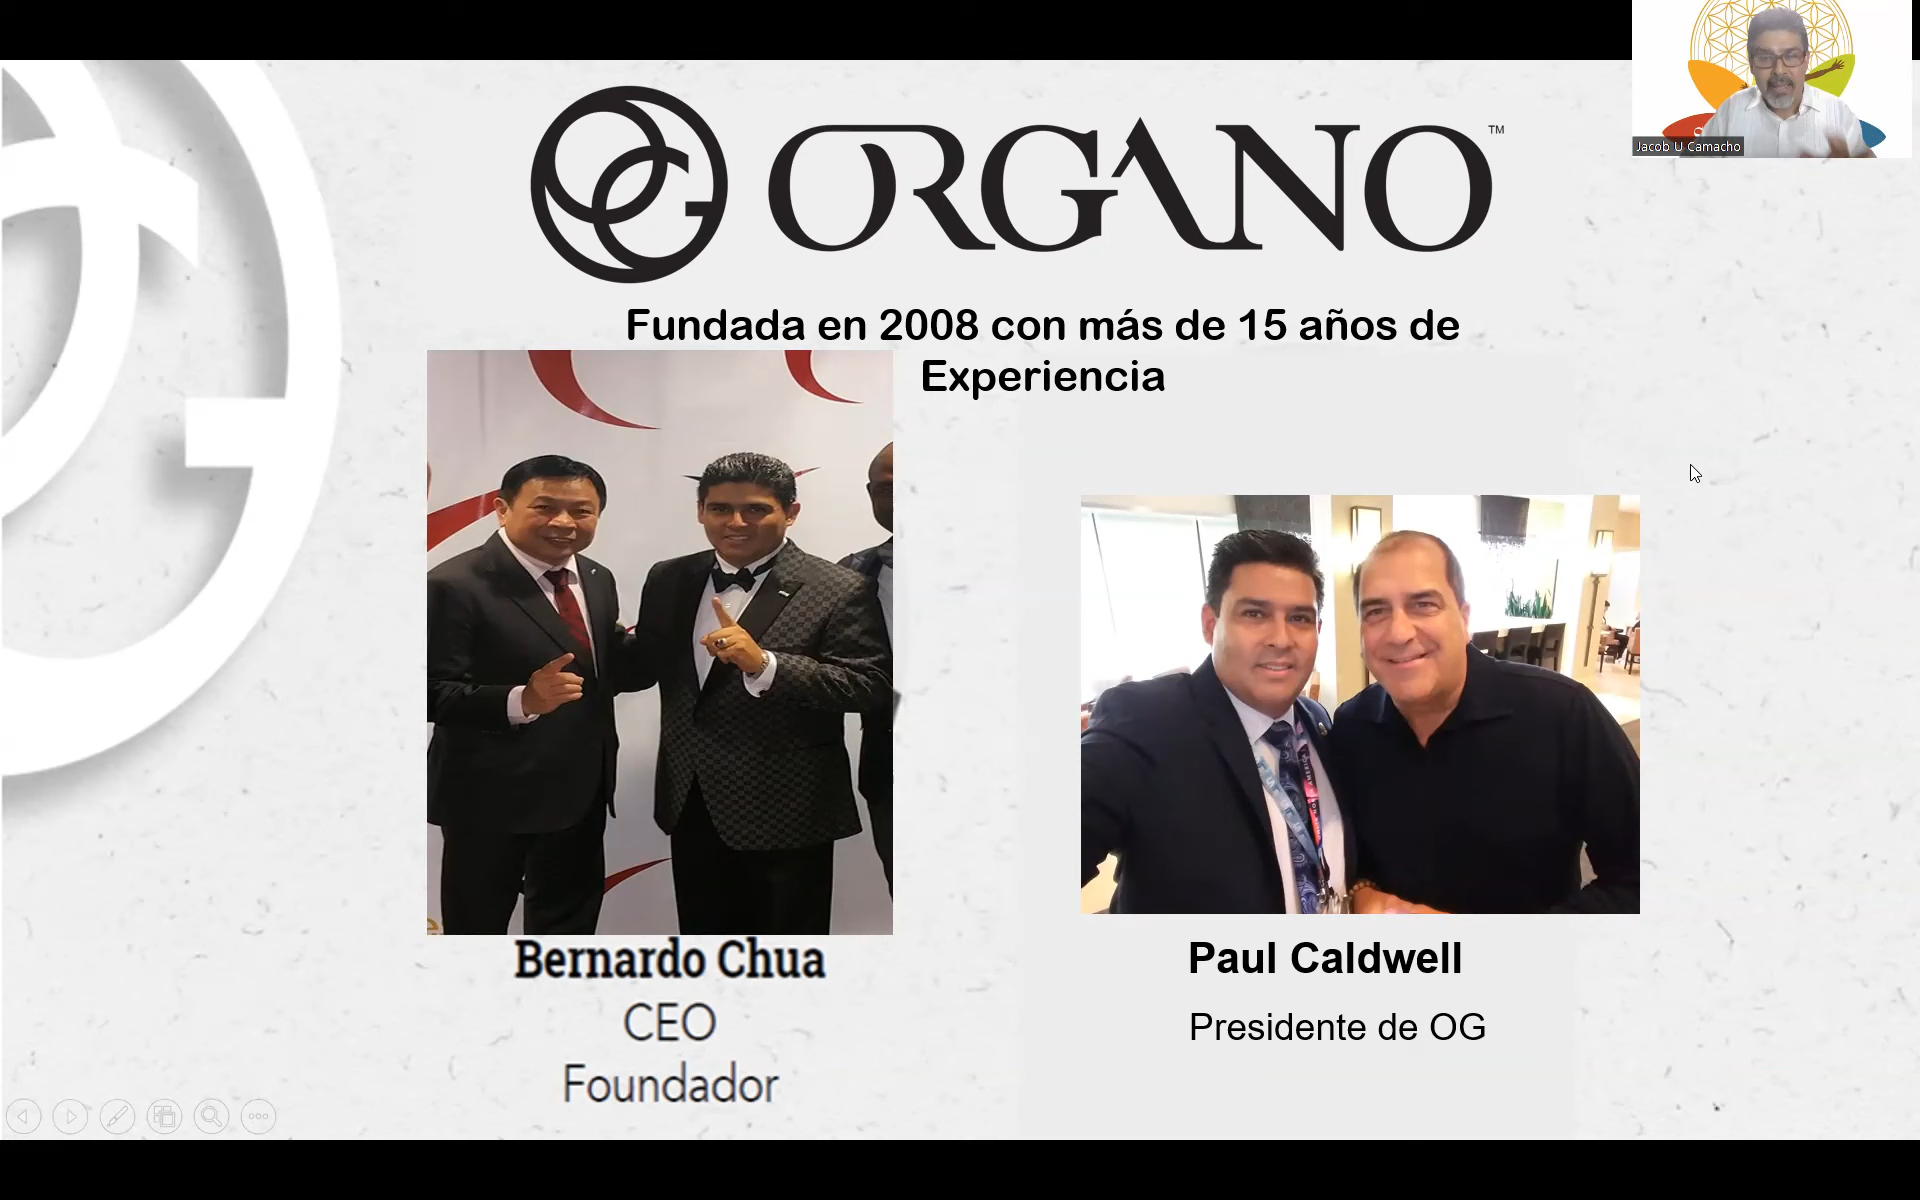 ORGANO™
Jacob U Camacho
Fundada en 2008 con más de 15 años de
Experiencia
Bernardo Chua
CEO
Foundador
Paul Caldwell
Presidente de OG